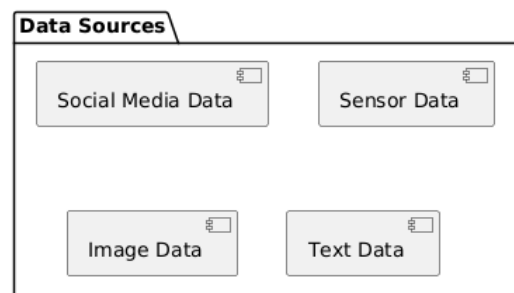 Data Sources
Social Media Data
Sensor Data
Image Data
Text Data